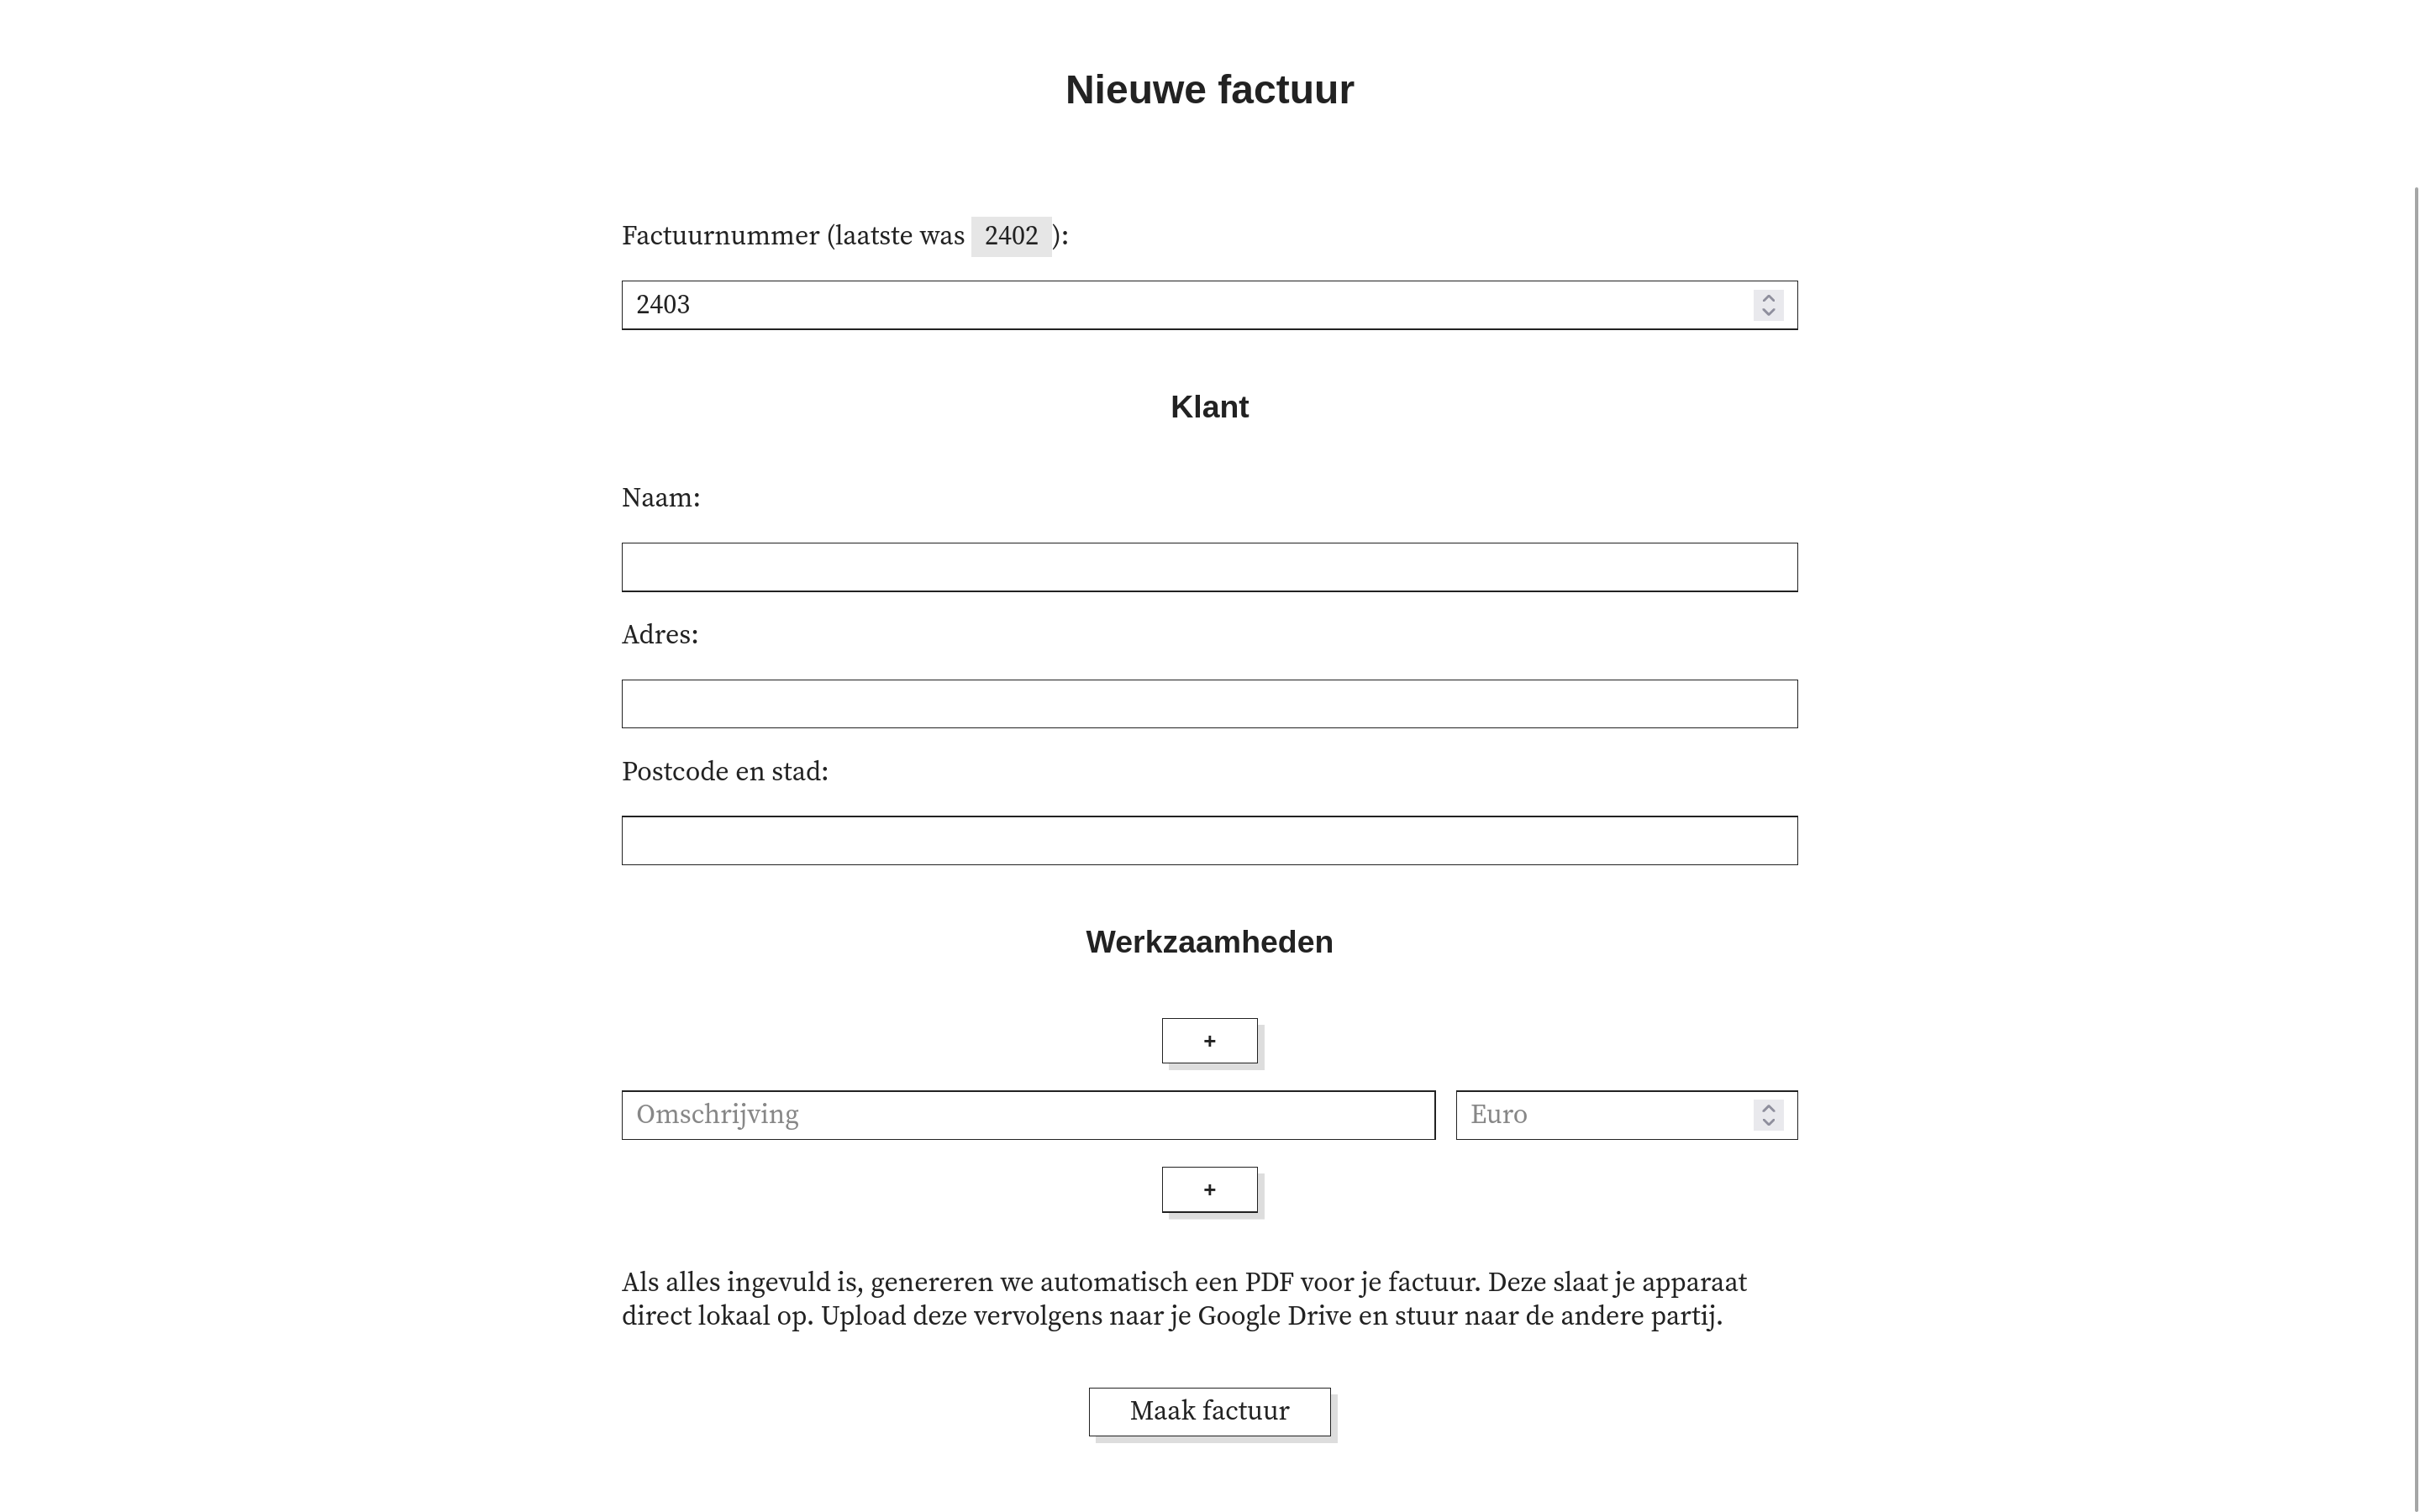 Nieuwe factuur
Factuurnummer (laatste was 2402 ):
2403
Klant
Naam:
Adres:
Postcode en stad:
Werkzaamheden
+
Omschrijving Euro
+
Als alles ingevuld is, genereren we automatisch een PDF voor je factuur. Deze slaat je apparaat
direct lokaal op. Upload deze vervolgens naar je Google Drive en stuur naar de andere partij.
Maak factuur